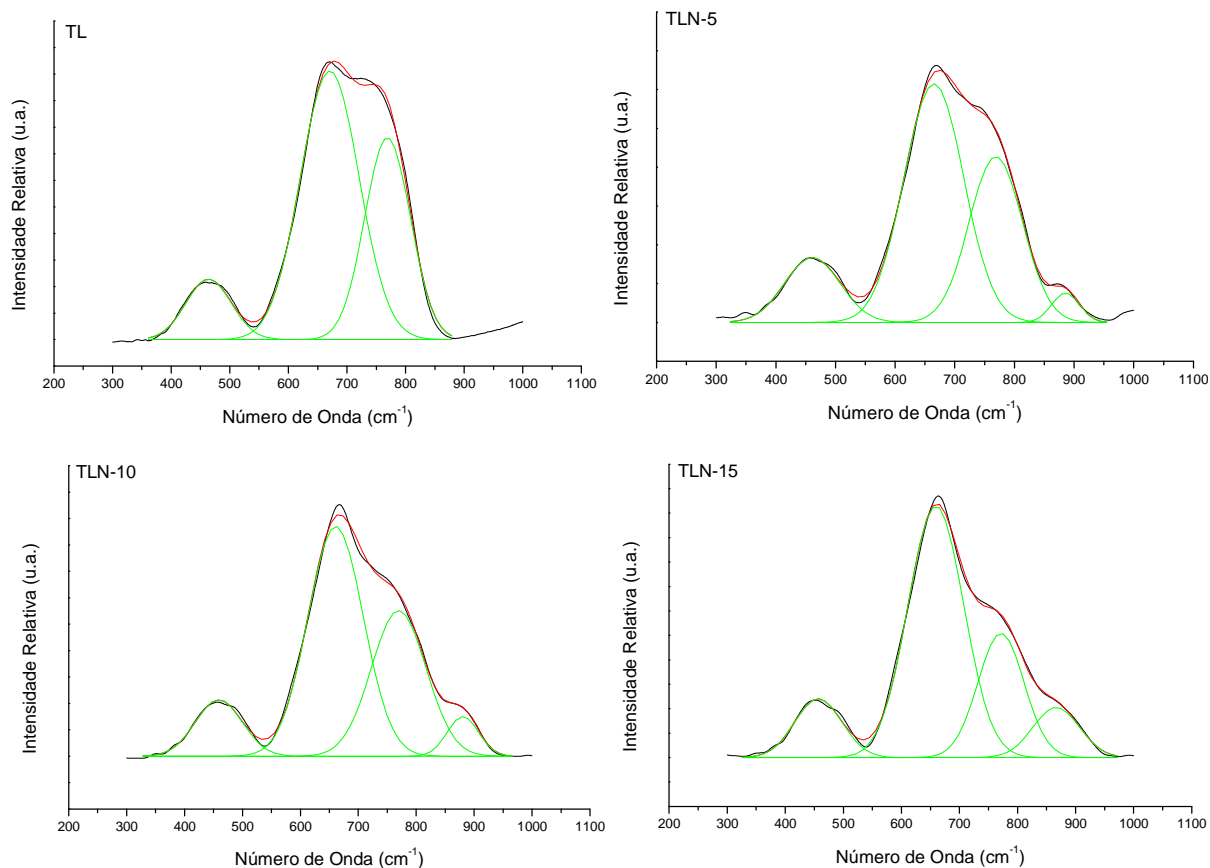 TL
Intensidade Relativa (u.a.)
200 300 400 500 600 700 800 900 1000 1100
Número de Onda (cm⁻¹)
TLN-5
Intensidade Relativa (u.a.)
200 300 400 500 600 700 800 900 1000 1100
Número de Onda (cm⁻¹)
TLN-10
Intensidade Relativa (u.a.)
200 300 400 500 600 700 800 900 1000 1100
Número de Onda (cm⁻¹)
TLN-15
Intensidade Relativa (u.a.)
200 300 400 500 600 700 800 900 1000 1100
Número de Onda (cm⁻¹)